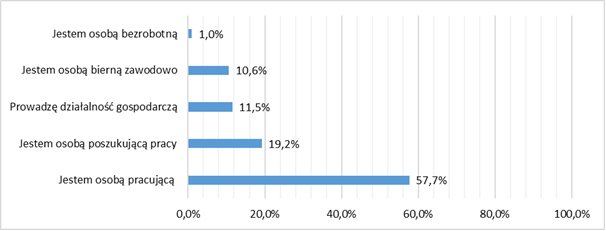 Jestem osobą bezrobotną 1,0%
Jestem osobą bierną zawodowo 10,6%
Prowadzę działalność gospodarczą 11,5%
Jestem osobą poszukującą pracy 19,2%
Jestem osobą pracującą 57,7%
0,0% 20,0% 40,0% 60,0% 80,0% 100,0%